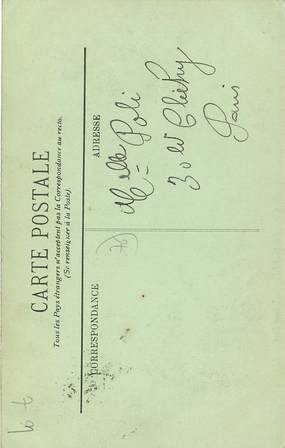 CARTE POSTALE
Tous les Pays étrangers n'acceptent pas la Correspondance au recto.
(Se renseigner à la Poste)
CORRESPONDANCE
ADRESSE
Melle Poli
30 Bd Clichy
Paris